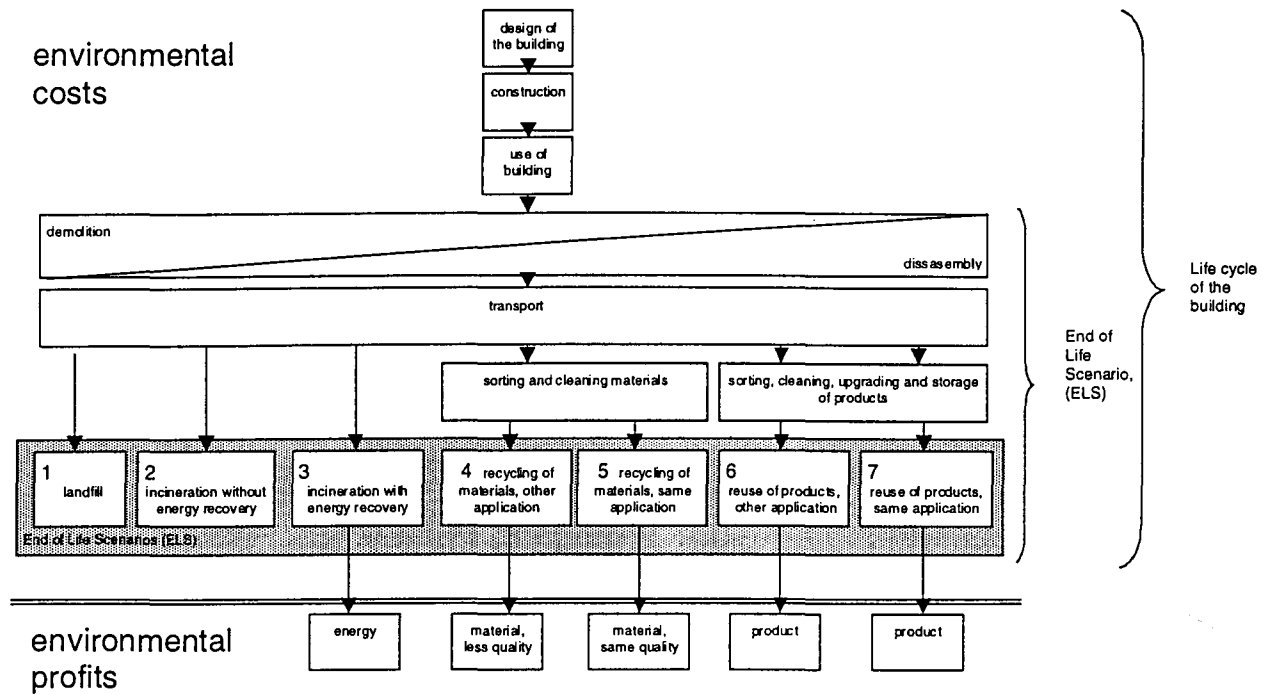 environmental
costs
design of
the building
construction
use of
building
demolition
dissasembly
transport
sorting and cleaning materials
sorting, cleaning, upgrading and storage
of products
1
landfill
2
incineration without
energy recovery
3
incineration with
energy recovery
4 recycling of
materials, other
application
5 recycling of
materials, same
application
6
reuse of products,
other application
7
reuse of products,
same application
End of Life Scenarios (ELS)
End of
Life
Scenario,
(ELS)
Life cycle
of the
building
environmental
profits
energy
material,
less quality
material,
same quality
product
product